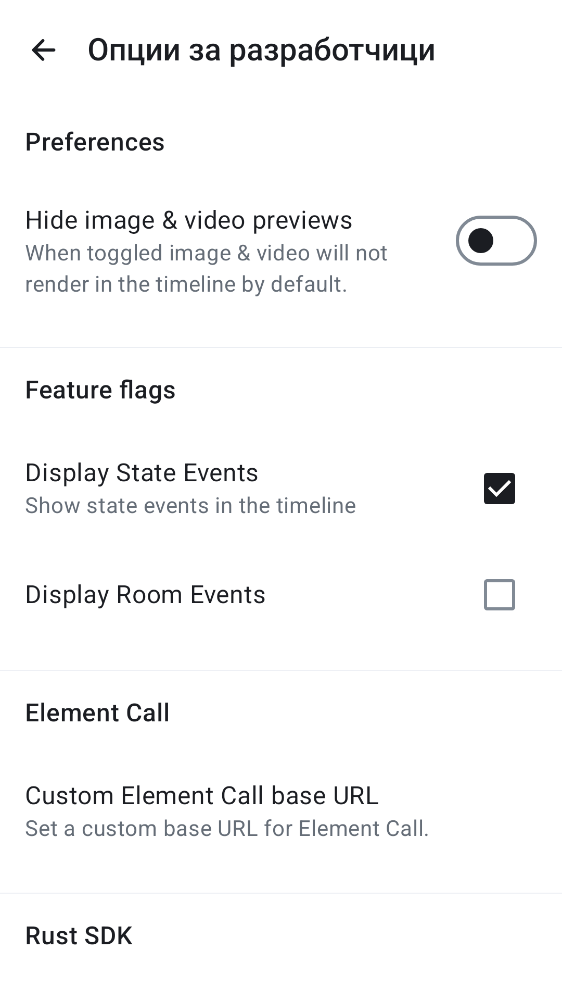 Опции за разработчици
Preferences
Hide image & video previews
When toggled image & video will not
render in the timeline by default.
Feature flags
Display State Events
Show state events in the timeline
Display Room Events
Element Call
Custom Element Call base URL
Set a custom base URL for Element Call.
Rust SDK